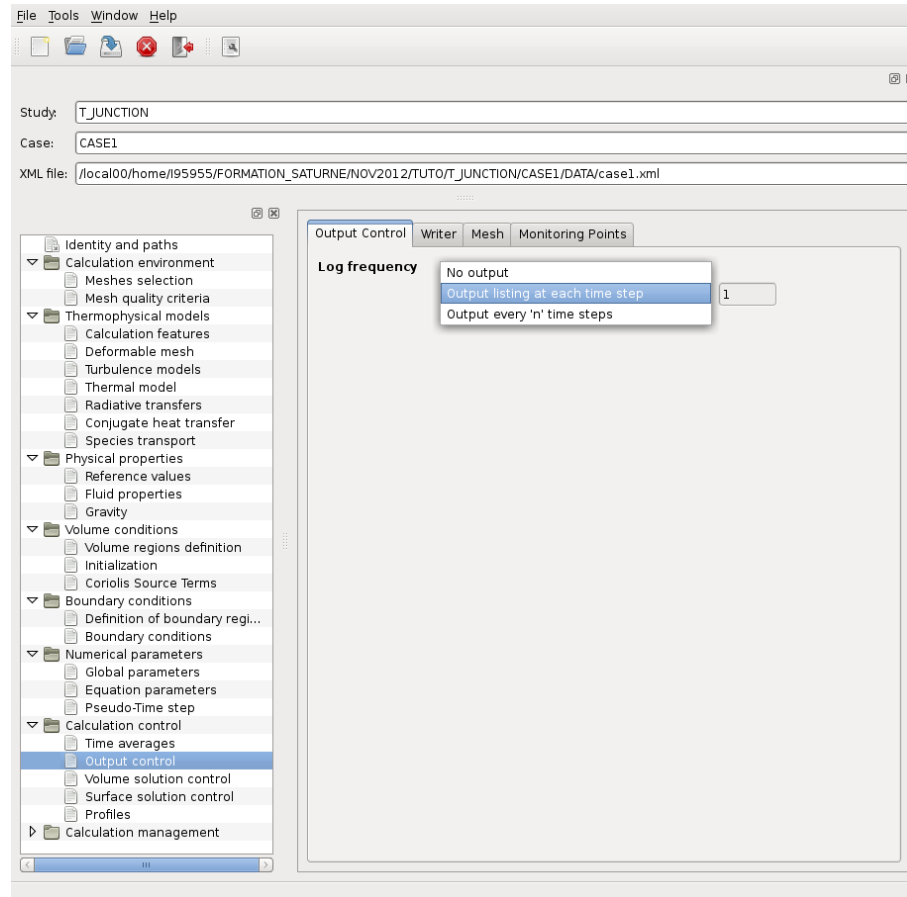 File Tools Window Help
Study: T_JUNCTION
Case: CASE1
XML file: /local00/home/I95955/FORMATION_SATURNE/NOV2012/TUTO/T_JUNCTION/CASE1/DATA/case1.xml
Identity and paths
Calculation environment
Meshes selection
Mesh quality criteria
Thermophysical models
Calculation features
Deformable mesh
Turbulence models
Thermal model
Radiative transfers
Conjugate heat transfer
Species transport
Physical properties
Reference values
Fluid properties
Gravity
Volume conditions
Volume regions definition
Initialization
Coriolis Source Terms
Boundary conditions
Definition of boundary regi...
Boundary conditions
Numerical parameters
Global parameters
Equation parameters
Pseudo-Time step
Calculation control
Time averages
Output control
Volume solution control
Surface solution control
Profiles
Calculation management
Output Control Writer Mesh Monitoring Points
Log frequency
No output
Output listing at each time step 1
Output every 'n' time steps